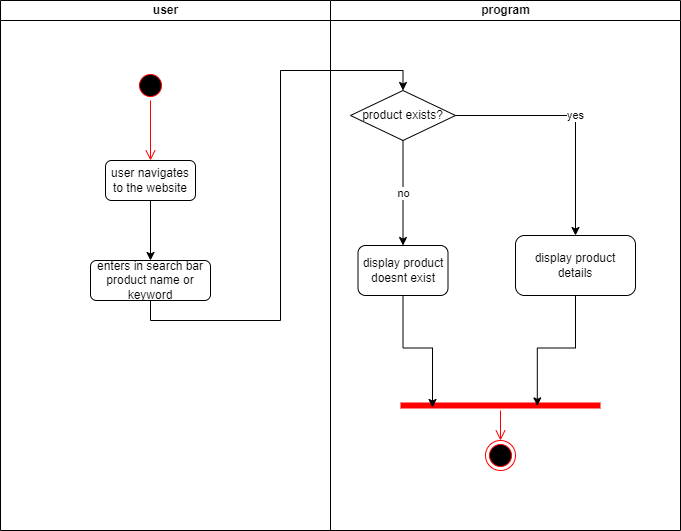 user
program
user navigates
to the website
enters in search bar
product name or
keyword
product exists?
yes
no
display product
doesnt exist
display product
details